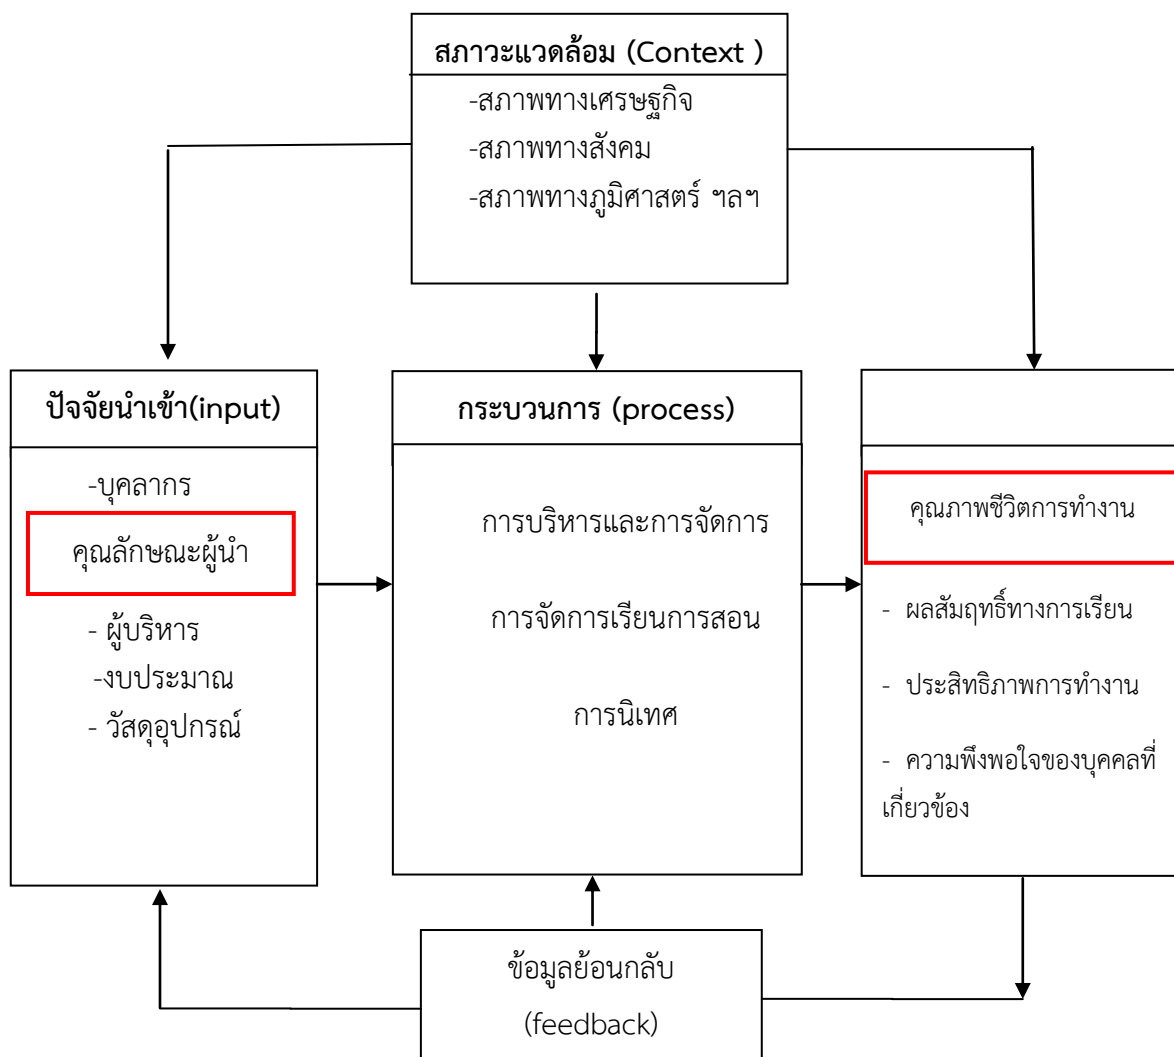 สภาวะแวดล้อม (Context )
-สภาพทางเศรษฐกิจ
-สภาพทางสังคม
-สภาพทางภูมิศาสตร์ ฯลฯ
ปัจจัยนำเข้า(input)
-บุคลากร
คุณลักษณะผู้นำ
- ผู้บริหาร
-งบประมาณ
- วัสดุอุปกรณ์
กระบวนการ (process)
การบริหารและการจัดการ
การจัดการเรียนการสอน
การนิเทศ
คุณภาพชีวิตการทำงาน
- ผลสัมฤทธิ์ทางการเรียน
- ประสิทธิภาพการทำงาน
- ความพึงพอใจของบุคคลที่
เกี่ยวข้อง
ข้อมูลย้อนกลับ
(feedback)